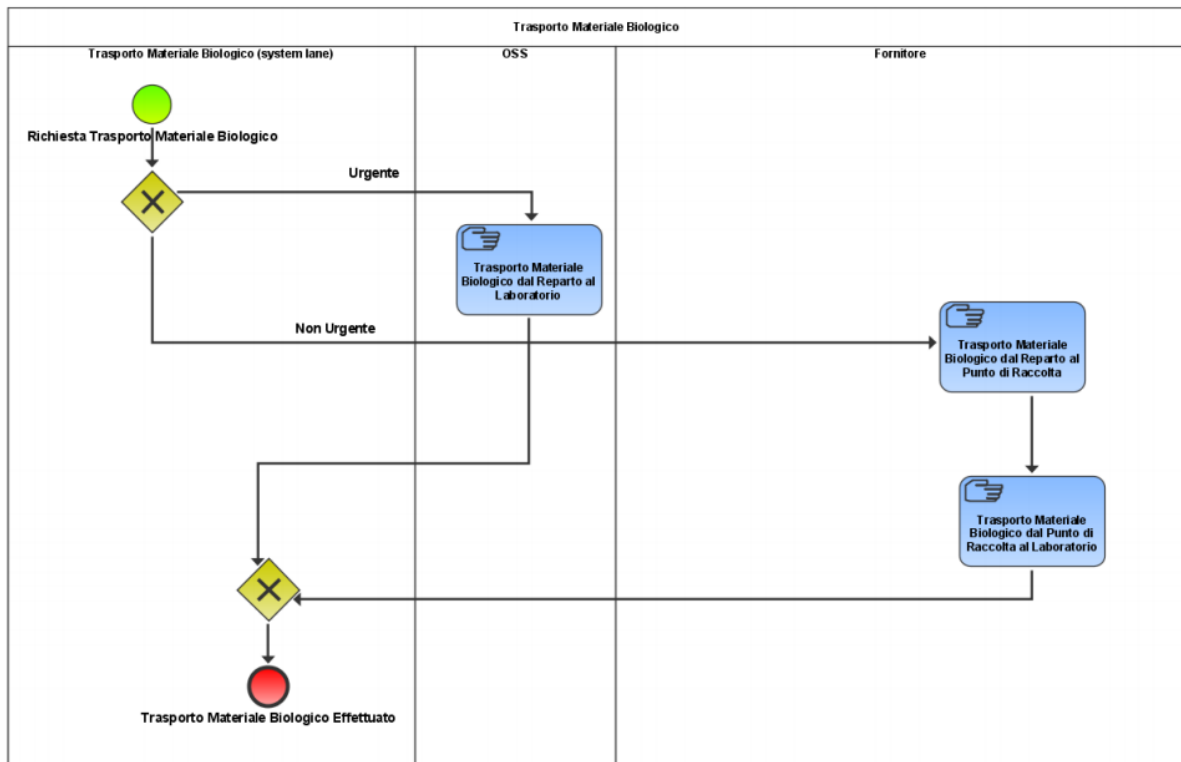 Trasporto Materiale Biologico
Trasporto Materiale Biologico (system lane)
OSS
Fornitore
Richiesta Trasporto Materiale Biologico
Urgente
Trasporto Materiale
Biologico dal Reparto al
Laboratorio
Non Urgente
Trasporto Materiale
Biologico dal Reparto al
Punto di Raccolta
Trasporto Materiale
Biologico dal Punto di
Raccolta al Laboratorio
Trasporto Materiale Biologico Effettuato